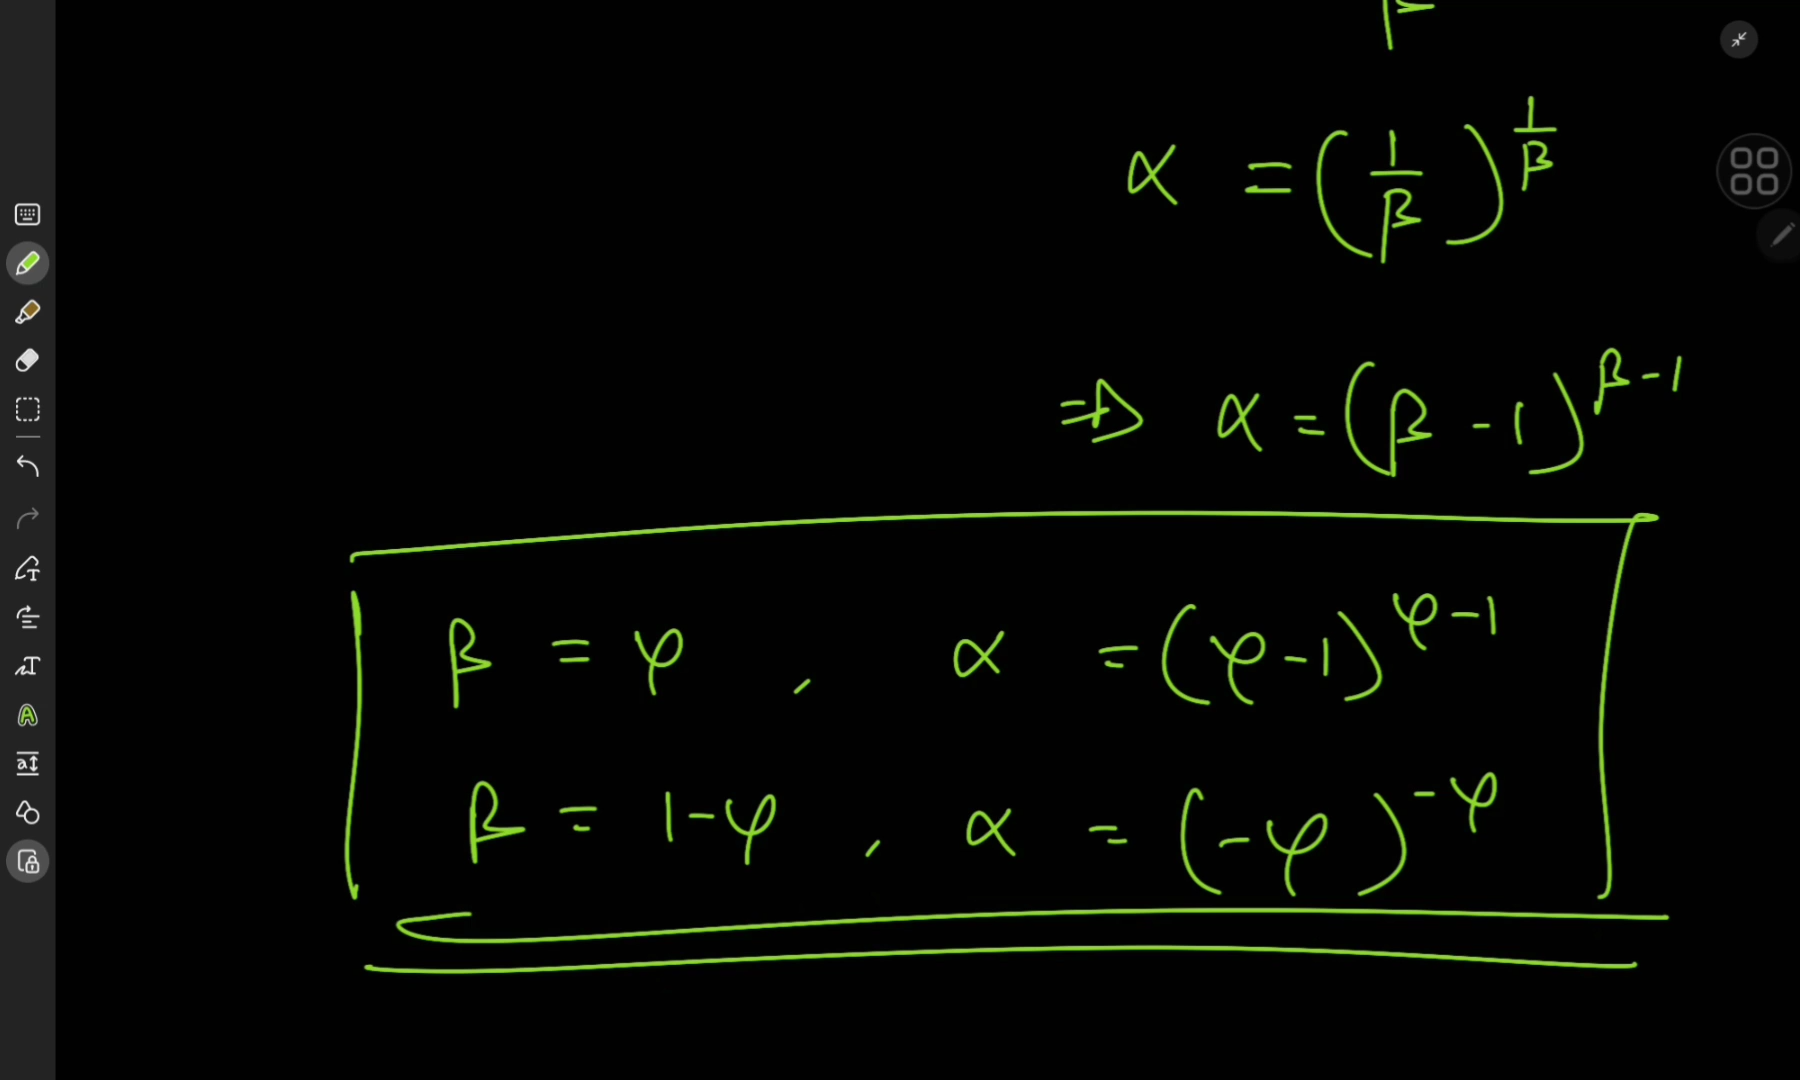 α = (1/β)^(1/β)
⇒ α = (β - 1)^(β - 1)
β = φ , α = (φ - 1)^(φ - 1)
β = 1 - φ , α = (-φ)^(-φ)